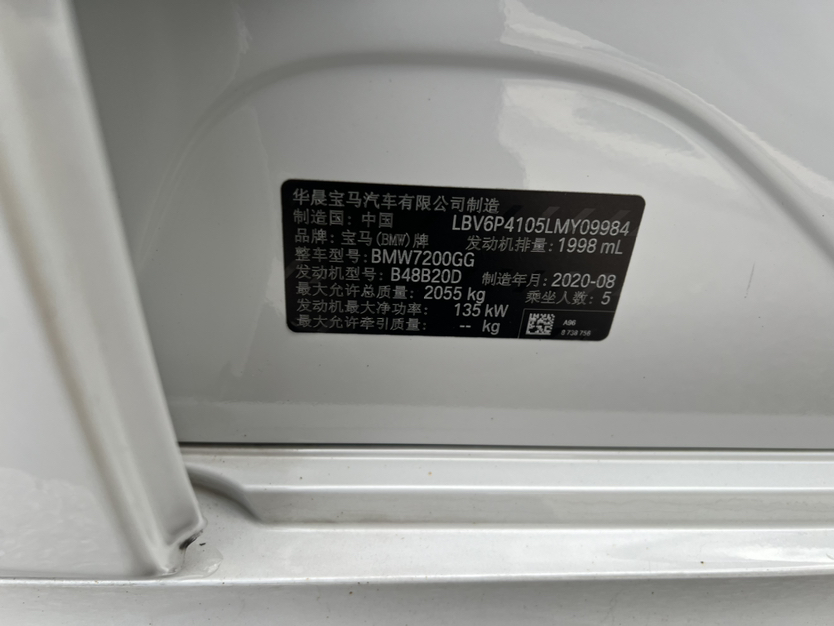 华晨宝马汽车有限公司制造
制造国: 中国 LBV6P4105LMY09984
品牌: 宝马(BMW)牌 发动机排量: 1998 mL
整车型号: BMW7200GG
发动机型号: B48B20D 制造年月: 2020-08
最大允许总质量: 2055 kg 乘坐人数: 5
发动机最大净功率: 135 kW
最大允许牵引质量: -- kg
A96
8 738 756